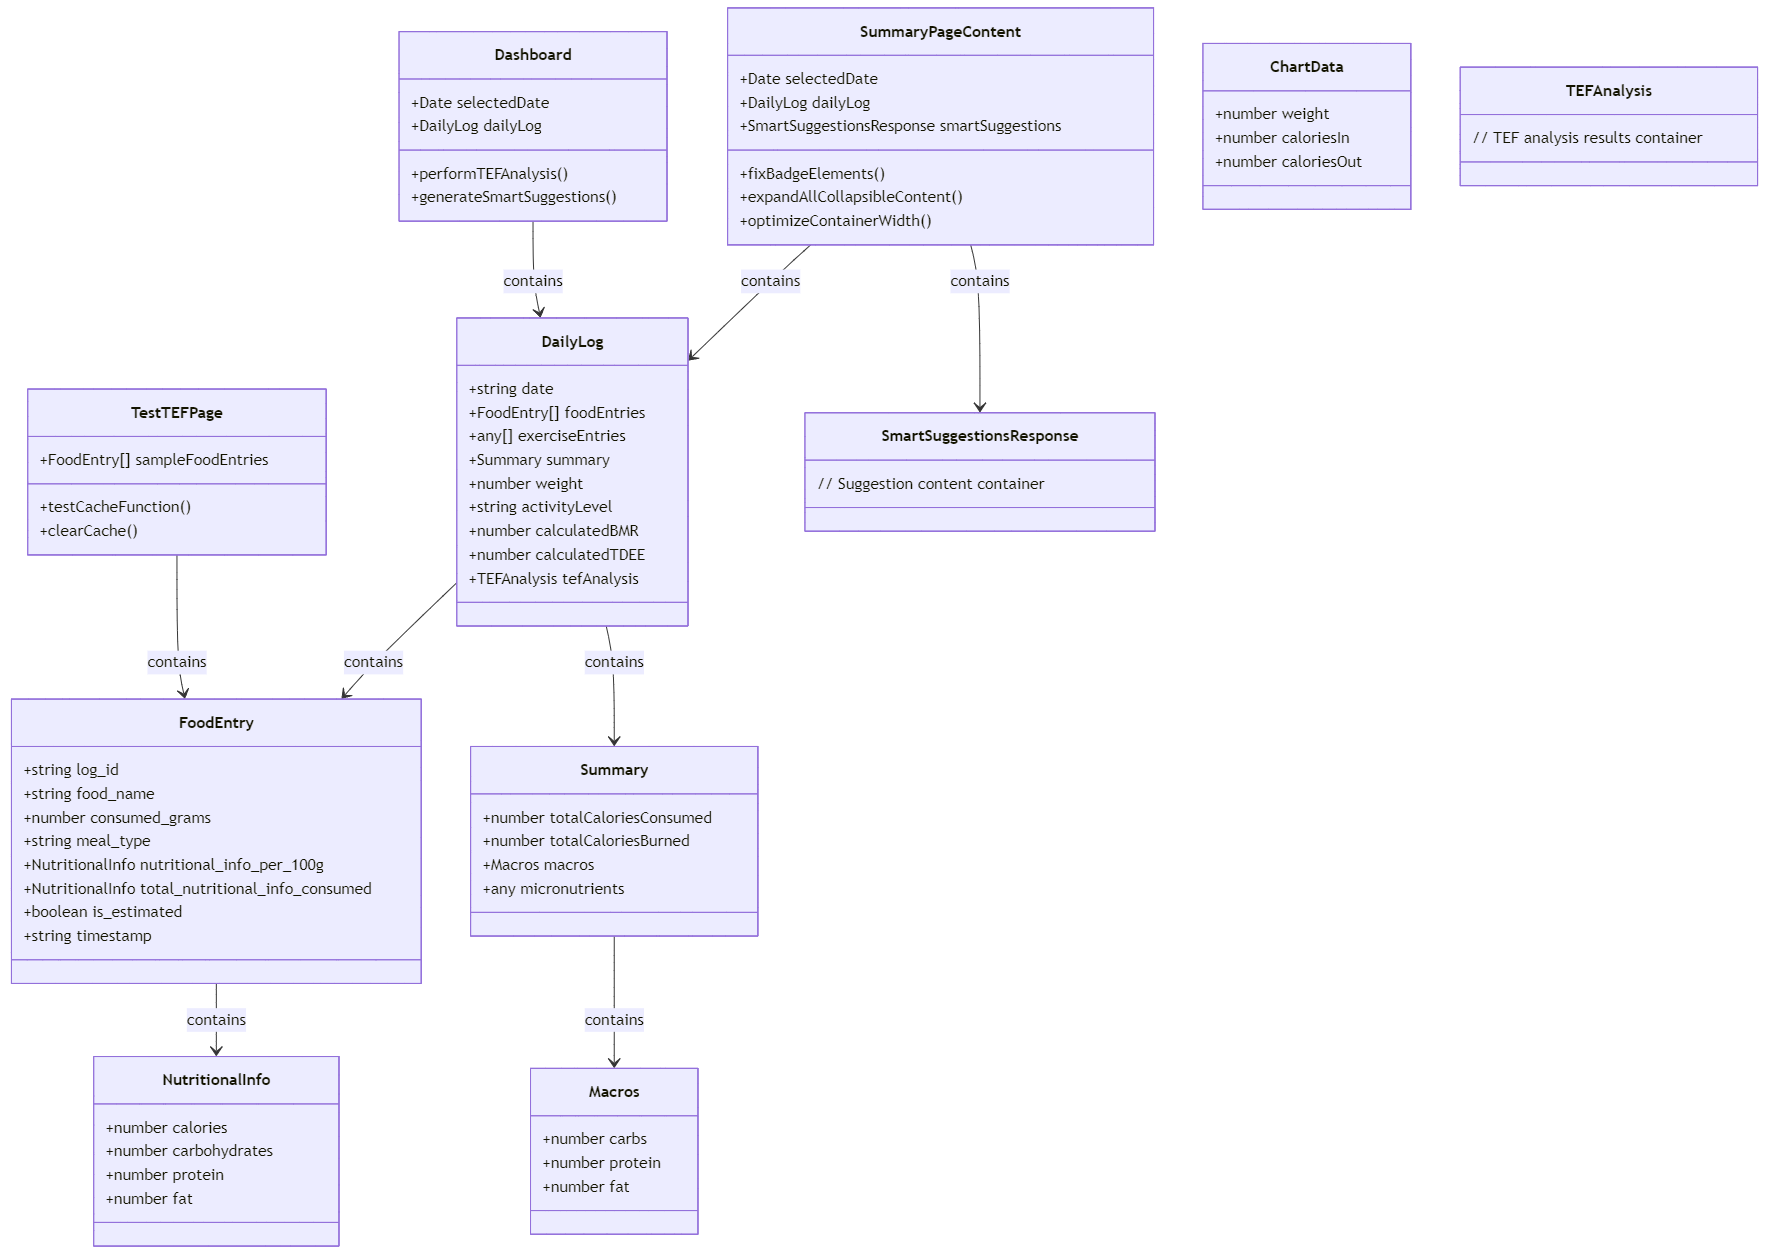 Dashboard
+Date selectedDate
+DailyLog dailyLog
+performTEFAnalysis()
+generateSmartSuggestions()
SummaryPageContent
+Date selectedDate
+DailyLog dailyLog
+SmartSuggestionsResponse smartSuggestions
+fixBadgeElements()
+expandAllCollapsibleContent()
+optimizeContainerWidth()
ChartData
+number weight
+number caloriesIn
+number caloriesOut
TEFAnalysis
// TEF analysis results container
contains
contains
contains
DailyLog
+string date
+FoodEntry[] foodEntries
+any[] exerciseEntries
+Summary summary
+number weight
+string activityLevel
+number calculatedBMR
+number calculatedTDEE
+TEFAnalysis tefAnalysis
TestTEFPage
+FoodEntry[] sampleFoodEntries
+testCacheFunction()
+clearCache()
SmartSuggestionsResponse
// Suggestion content container
contains
contains
contains
FoodEntry
+string log_id
+string food_name
+number consumed_grams
+string meal_type
+NutritionalInfo nutritional_info_per_100g
+NutritionalInfo total_nutritional_info_consumed
+boolean is_estimated
+string timestamp
Summary
+number totalCaloriesConsumed
+number totalCaloriesBurned
+Macros macros
+any micronutrients
contains
contains
NutritionalInfo
+number calories
+number carbohydrates
+number protein
+number fat
Macros
+number carbs
+number protein
+number fat